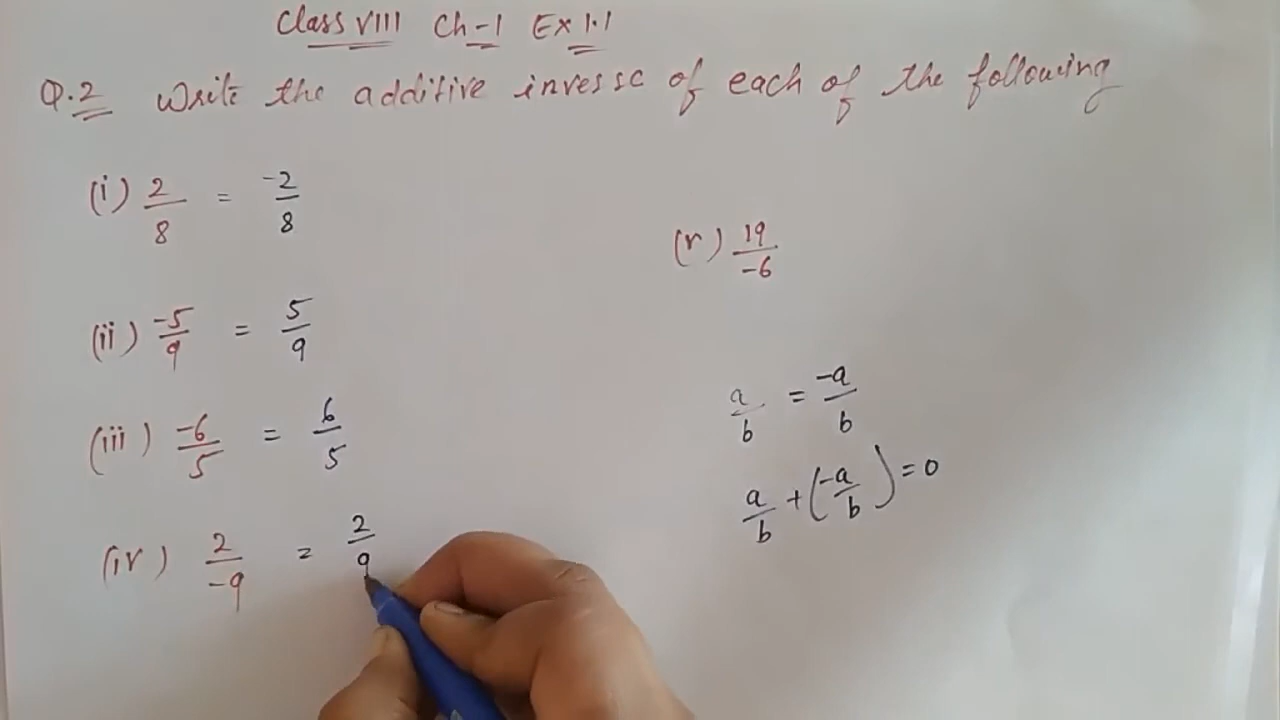 Class VIII Ch-1 Ex 1.1
Q.2 Write the additive inverse of each of the following
(i) 2/8 = -2/8
(ii) -5/9 = 5/9
(iii) -6/5 = 6/5
(iv) 2/-9 = 2/9
(v) 19/-6
a/b = -a/b
a/b + (-a/b) = 0